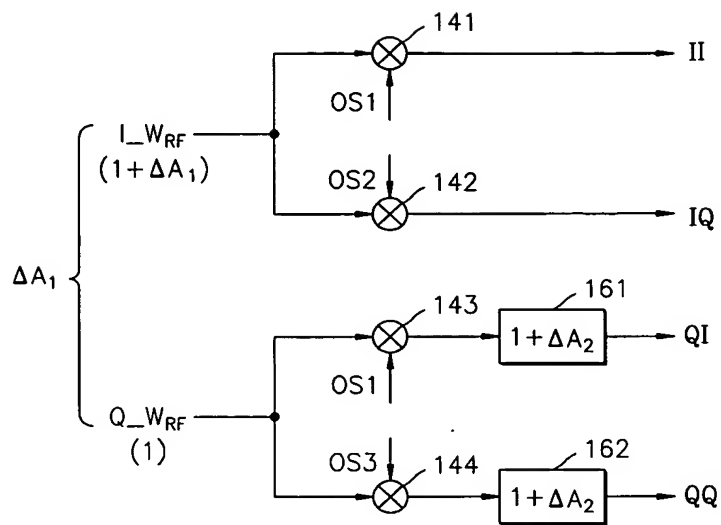 141
II
OS1
I_W_RF
(1+ΔA₁)
OS2
142
IQ
ΔA₁
143
161
1+ΔA₂
QI
OS1
Q_W_RF
(1)
OS3
144
162
1+ΔA₂
QQ